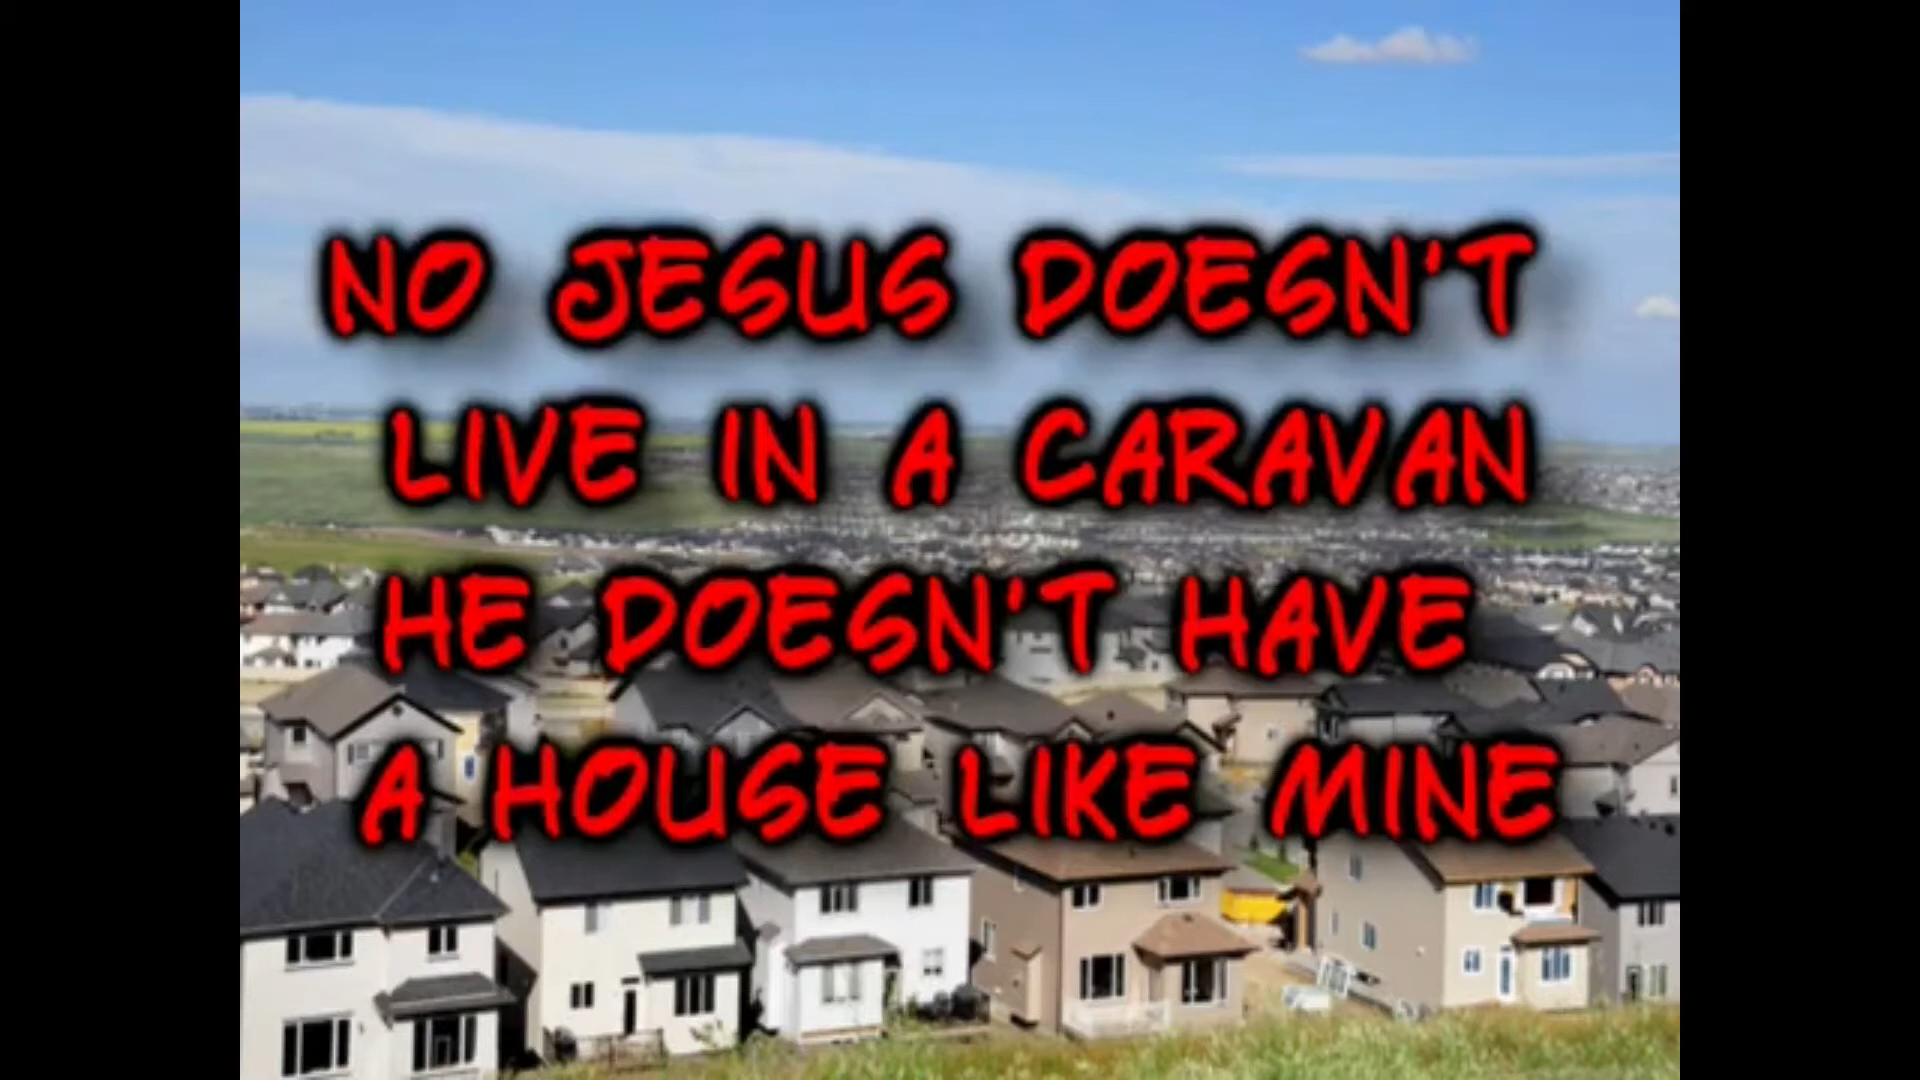 NO JESUS DOESN'T
LIVE IN A CARAVAN
HE DOESN'T HAVE
A HOUSE LIKE MINE